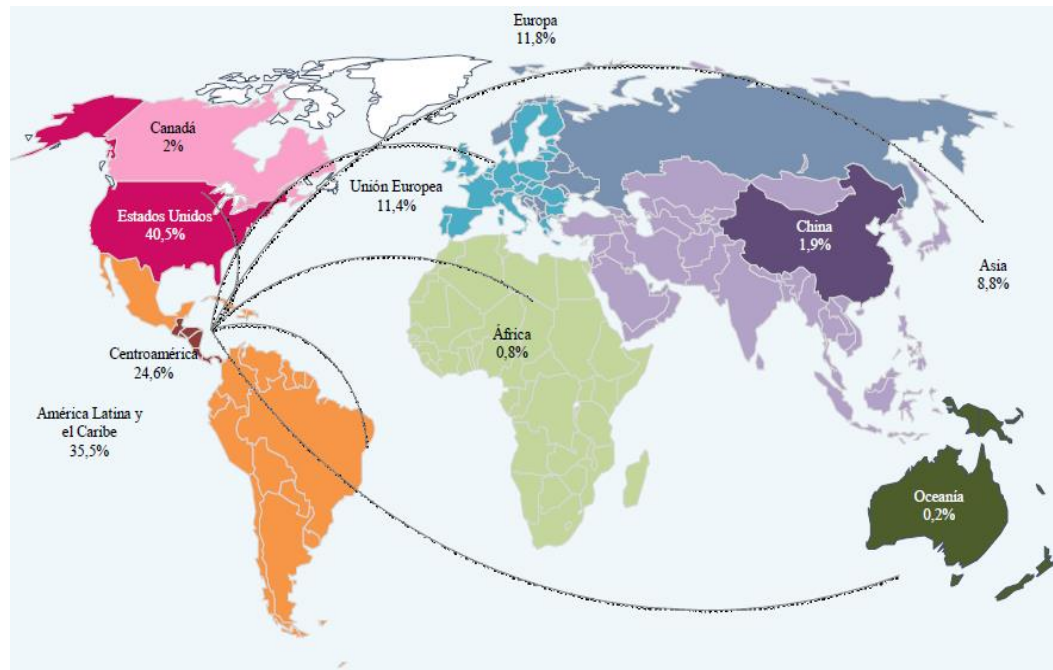 Europa
11,8%
Canadá
2%
Unión Europea
11,4%
Estados Unidos
40,5%
China
1,9%
Asia
8,8%
África
0,8%
Centroamérica
24,6%
América Latina y
el Caribe
35,5%
Oceanía
0,2%